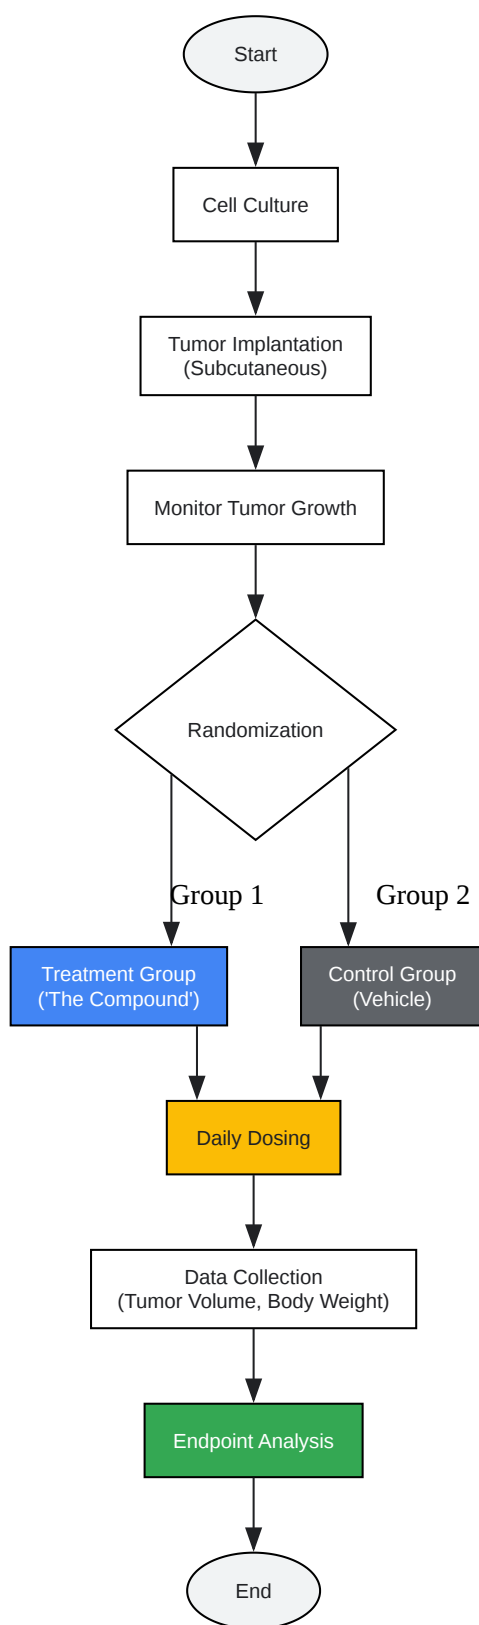 Start
Cell Culture
Tumor Implantation
(Subcutaneous)
Monitor Tumor Growth
Randomization
Group 1
Group 2
Treatment Group
('The Compound')
Control Group
(Vehicle)
Daily Dosing
Data Collection
(Tumor Volume, Body Weight)
Endpoint Analysis
End